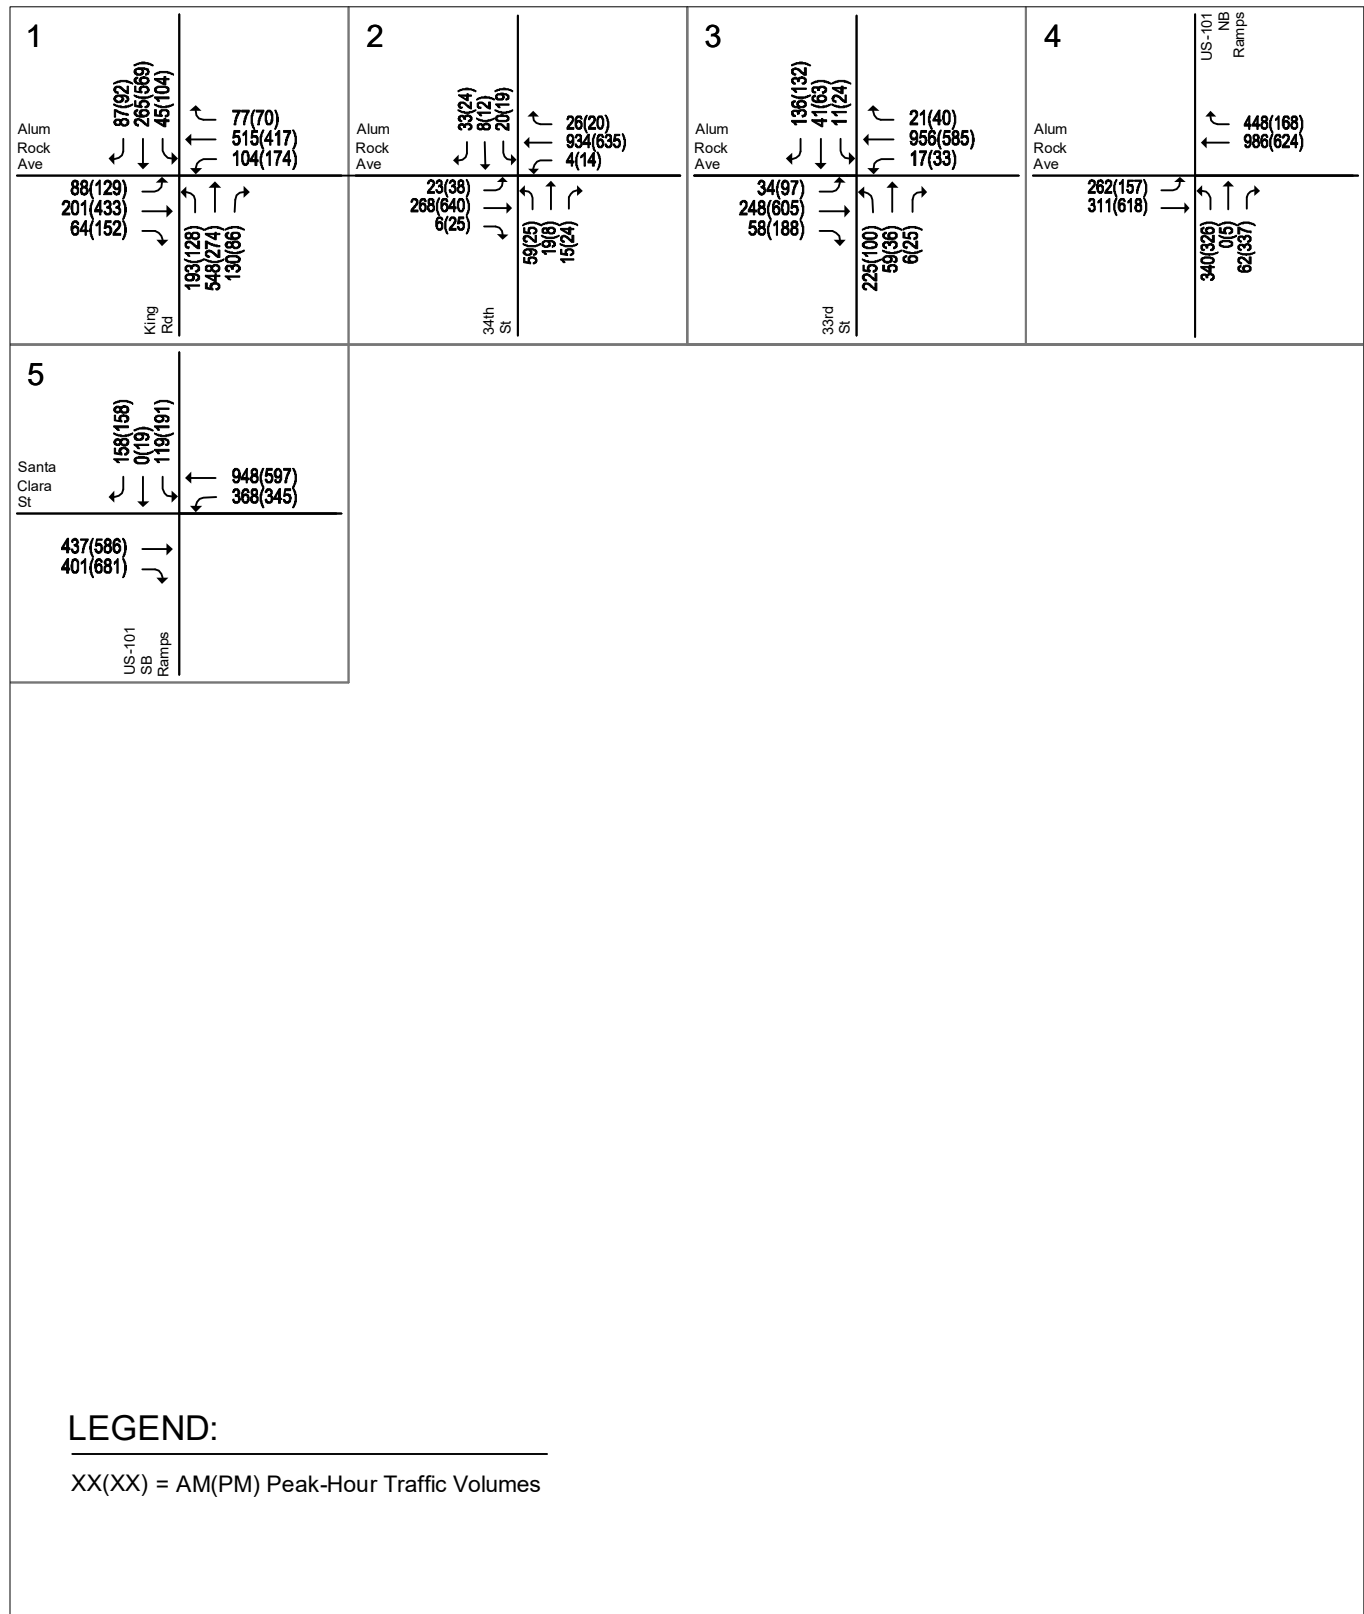 1
87(92)
265(569)
45(104)
77(70)
515(417)
104(174)
Alum
Rock
Ave
88(129)
201(433)
64(152)
193(128)
548(274)
130(86)
King
Rd
2
33(24)
8(12)
20(19)
26(20)
934(635)
4(14)
Alum
Rock
Ave
23(38)
268(640)
6(25)
59(25)
19(8)
15(24)
34th
St
3
136(132)
41(63)
11(24)
21(40)
956(585)
17(33)
Alum
Rock
Ave
34(97)
248(605)
58(188)
225(100)
59(36)
6(25)
33rd
St
4
US-101
NB
Ramps
448(168)
986(624)
Alum
Rock
Ave
262(157)
311(618)
340(326)
0(5)
62(337)
5
158(158)
0(19)
119(191)
948(597)
368(345)
Santa
Clara
St
437(586)
401(681)
US-101
SB
Ramps
LEGEND:
XX(XX) = AM(PM) Peak-Hour Traffic Volumes